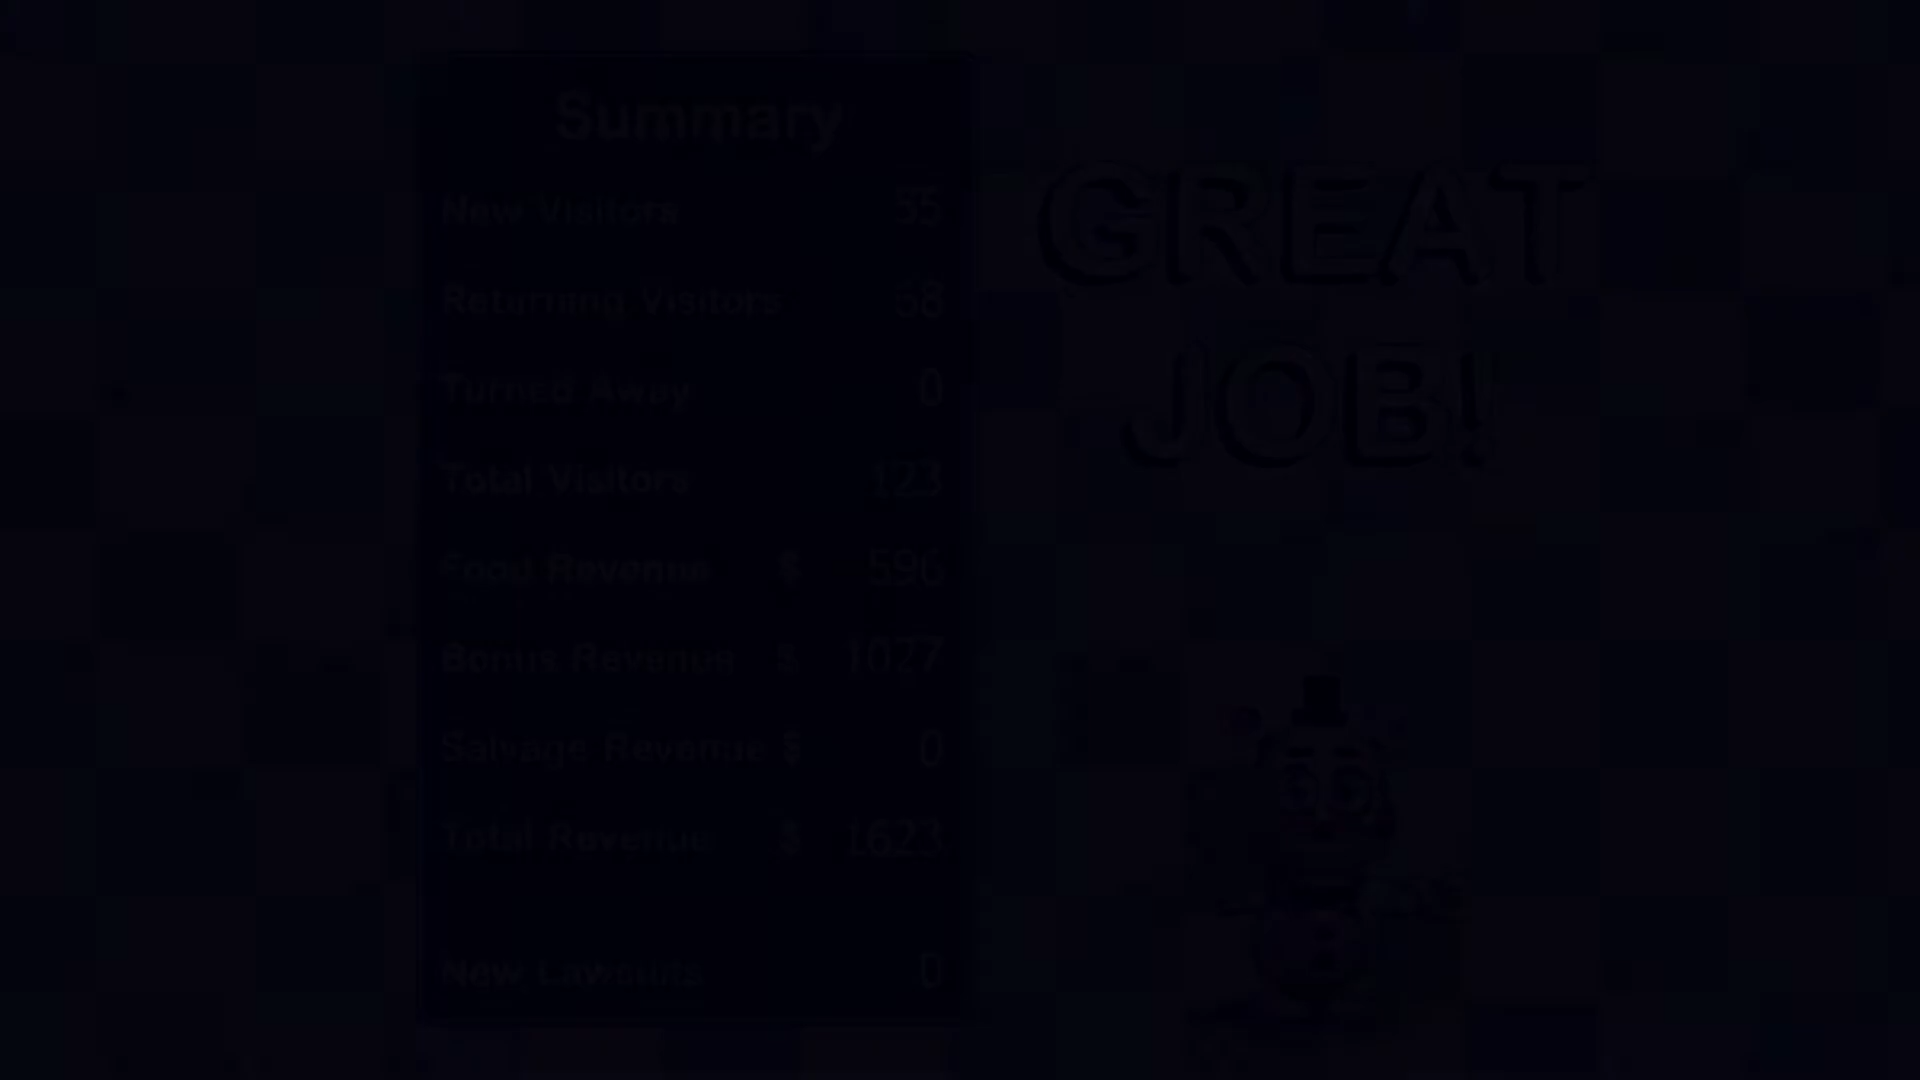 Summary
New Visitors 55
Returning Visitors 68
Turned Away 0
Total Visitors 123
Food Revenue $ 596
Bonus Revenue $ 1027
Salvage Revenue $ 0
Total Revenue $ 1623
New Lawsuits 0
GREAT
JOB!